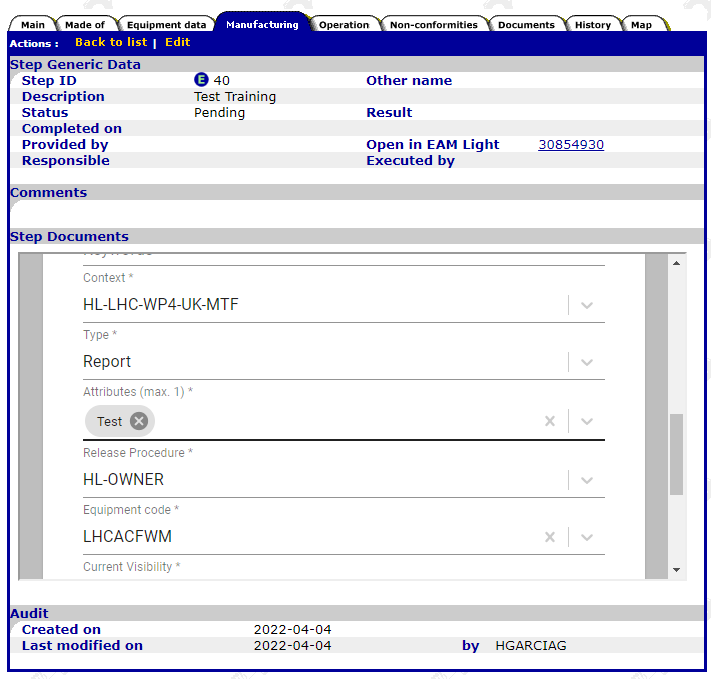 Main Made of Equipment data Manufacturing Operation Non-conformities Documents History Map
Actions : Back to list | Edit
Step Generic Data
Step ID E 40 Other name
Description Test Training
Status Pending Result
Completed on
Provided by Open in EAM Light 30854930
Responsible Executed by
Comments
Step Documents
Context *
HL-LHC-WP4-UK-MTF
Type *
Report
Attributes (max. 1) *
Test
Release Procedure *
HL-OWNER
Equipment code *
LHCACFWM
Current Visibility *
Audit
Created on 2022-04-04
Last modified on 2022-04-04 by HGARCIAG